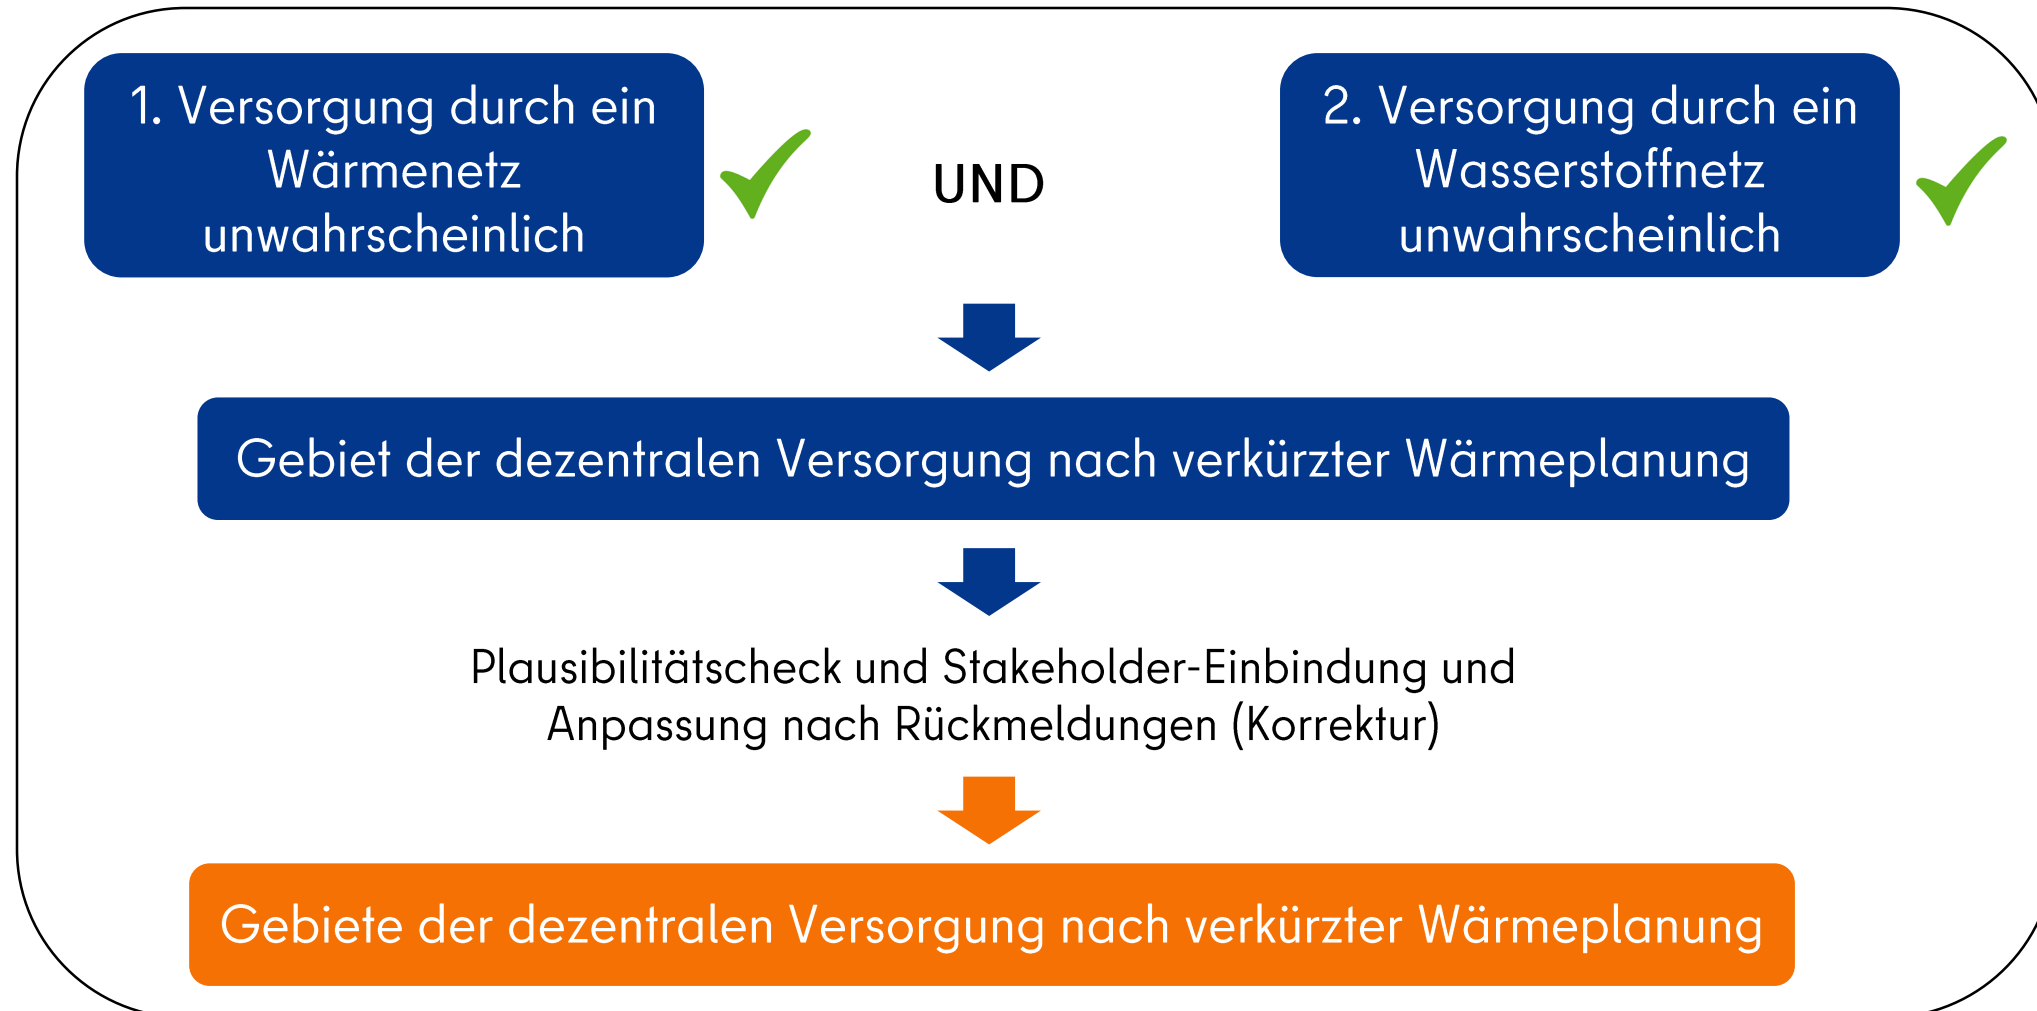 1. Versorgung durch ein
Wärmenetz
unwahrscheinlich
UND
2. Versorgung durch ein
Wasserstoffnetz
unwahrscheinlich
Gebiet der dezentralen Versorgung nach verkürzter Wärmeplanung
Plausibilitätscheck und Stakeholder-Einbindung und
Anpassung nach Rückmeldungen (Korrektur)
Gebiete der dezentralen Versorgung nach verkürzter Wärmeplanung